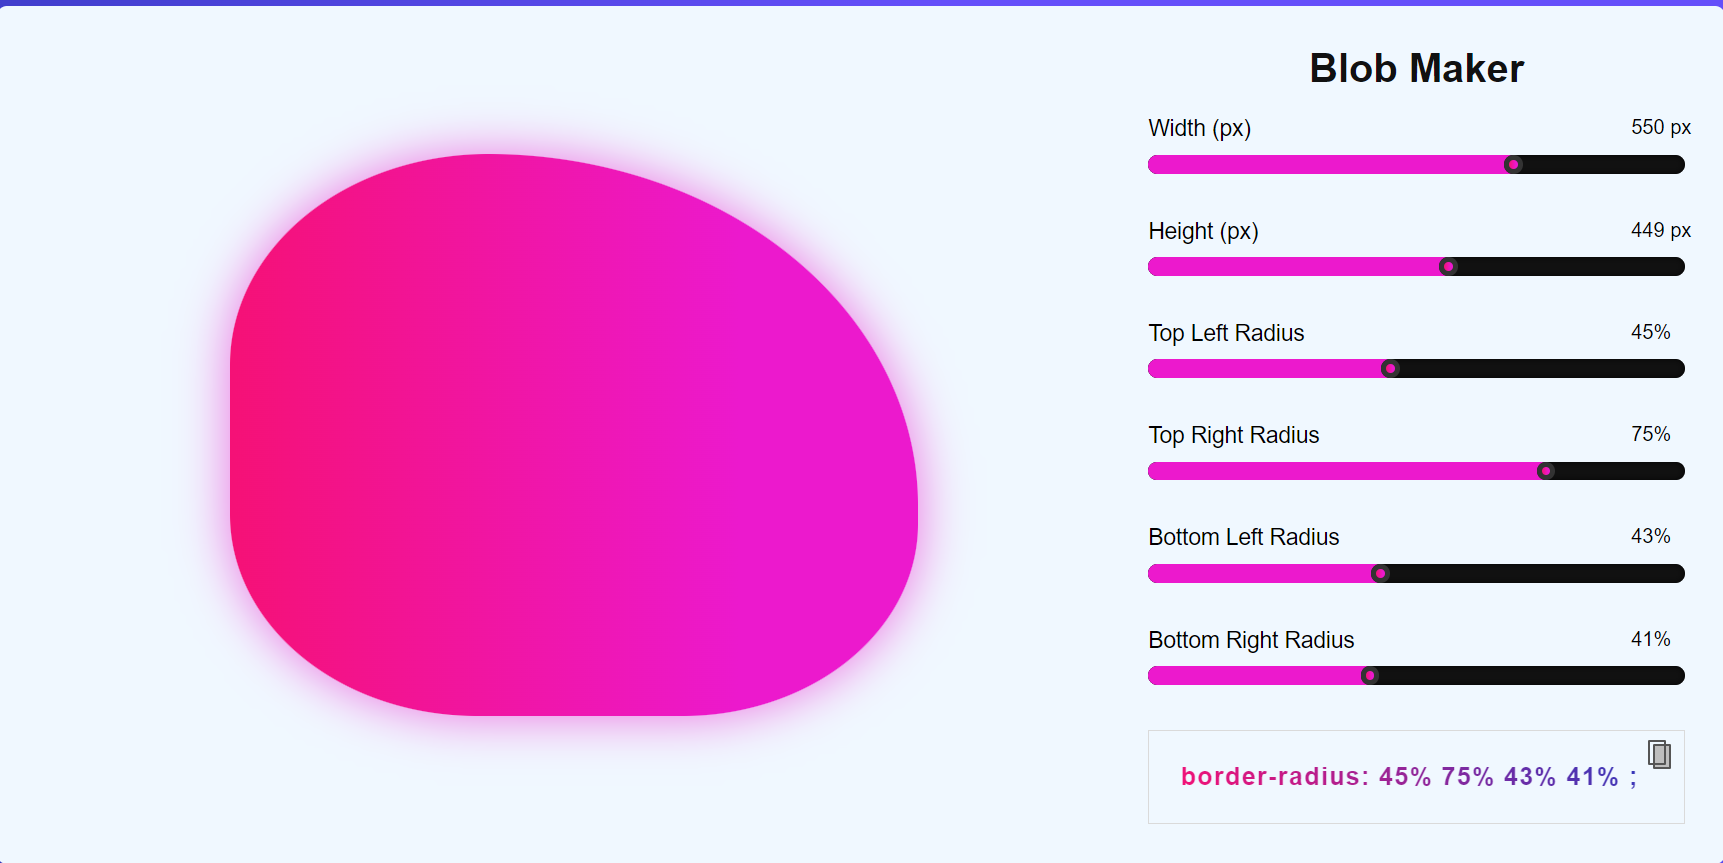 Blob Maker
Width (px) 550 px
Height (px) 449 px
Top Left Radius 45%
Top Right Radius 75%
Bottom Left Radius 43%
Bottom Right Radius 41%
border-radius: 45% 75% 43% 41% ;